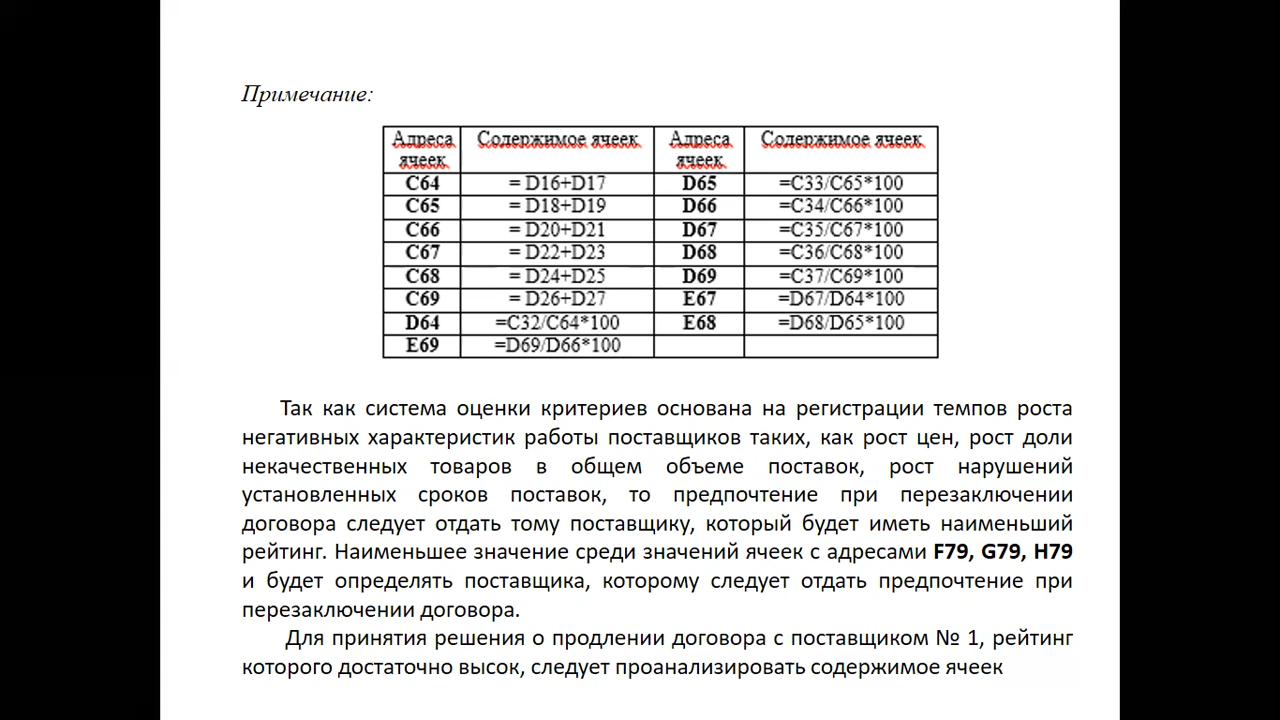 Примечание:
Адреса ячеек Содержимое ячеек Адреса ячеек Содержимое ячеек
C64 = D16+D17 D65 =C33/C65*100
C65 = D18+D19 D66 =C34/C66*100
C66 = D20+D21 D67 =C35/C67*100
C67 = D22+D23 D68 =C36/C68*100
C68 = D24+D25 D69 =C37/C69*100
C69 = D26+D27 E67 =D67/D64*100
D64 =C32/C64*100 E68 =D68/D65*100
E69 =D69/D66*100
Так как система оценки критериев основана на регистрации темпов роста
негативных характеристик работы поставщиков таких, как рост цен, рост доли
некачественных товаров в общем объеме поставок, рост нарушений
установленных сроков поставок, то предпочтение при перезаключении
договора следует отдать тому поставщику, который будет иметь наименьший
рейтинг. Наименьшее значение среди значений ячеек с адресами F79, G79, H79
и будет определять поставщика, которому следует отдать предпочтение при
перезаключении договора.
Для принятия решения о продлении договора с поставщиком № 1, рейтинг
которого достаточно высок, следует проанализировать содержимое ячеек